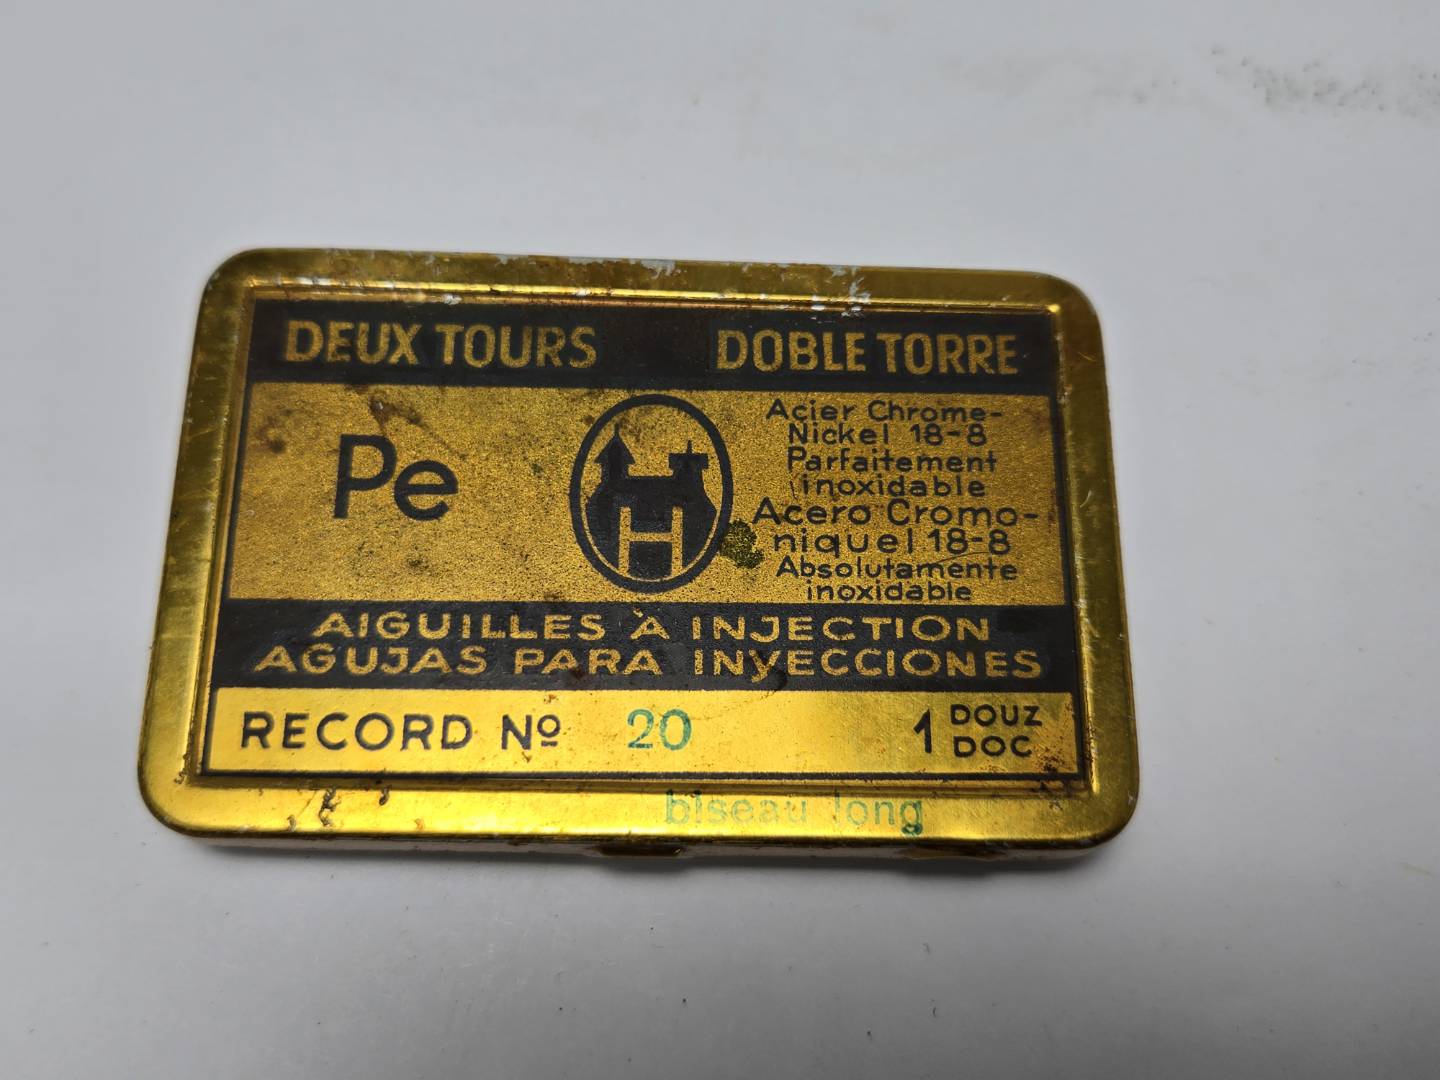 DEUX TOURS DOBLE TORRE
Pe
H
Acier Chrome-
Nickel 18-8
Parfaitement
inoxidable
Acero Cromo-
niquel 18-8
Absolutamente
inoxidable
AIGUILLES À INJECTION
AGUJAS PARA INYECCIONES
RECORD Nº 20 1 DOUZ
DOC
biseau long